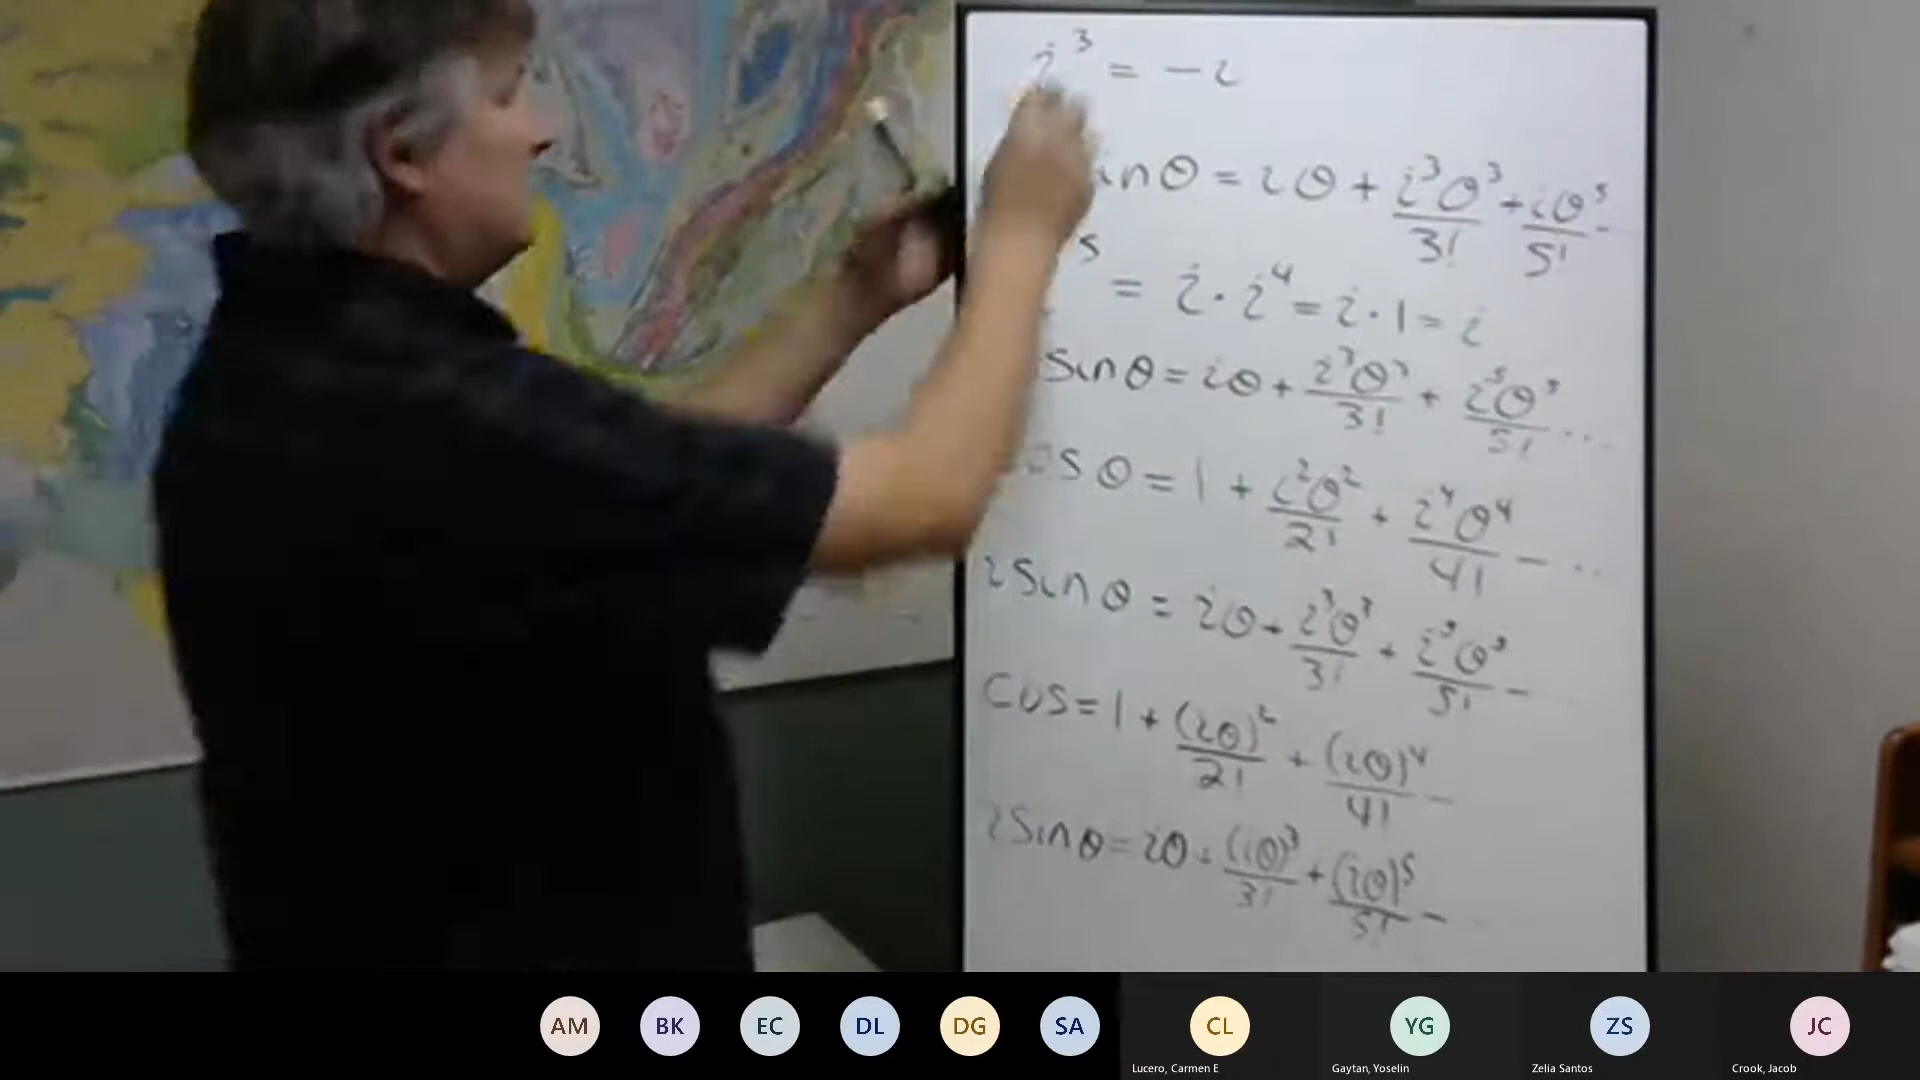 i³ = -i
in θ = iθ + i³θ³/3! + iθ⁵/5! -
⁵ = i · i⁴ = i · 1 = i
sin θ = iθ + i³θ³/3! + i⁵θ⁵/5! ...
os θ = 1 + i²θ²/2! + i⁴θ⁴/4! - ...
i sin θ = iθ + i³θ³/3! + i⁵θ⁵/5! -
cos = 1 + (iθ)²/2! + (iθ)⁴/4! -
i sin θ = iθ + (iθ)³/3! + (iθ)⁵/5! -
AM BK EC DL DG SA CL YG ZS JC
Lucero, Carmen E Gaytan, Yoselin Zelia Santos Crook, Jacob